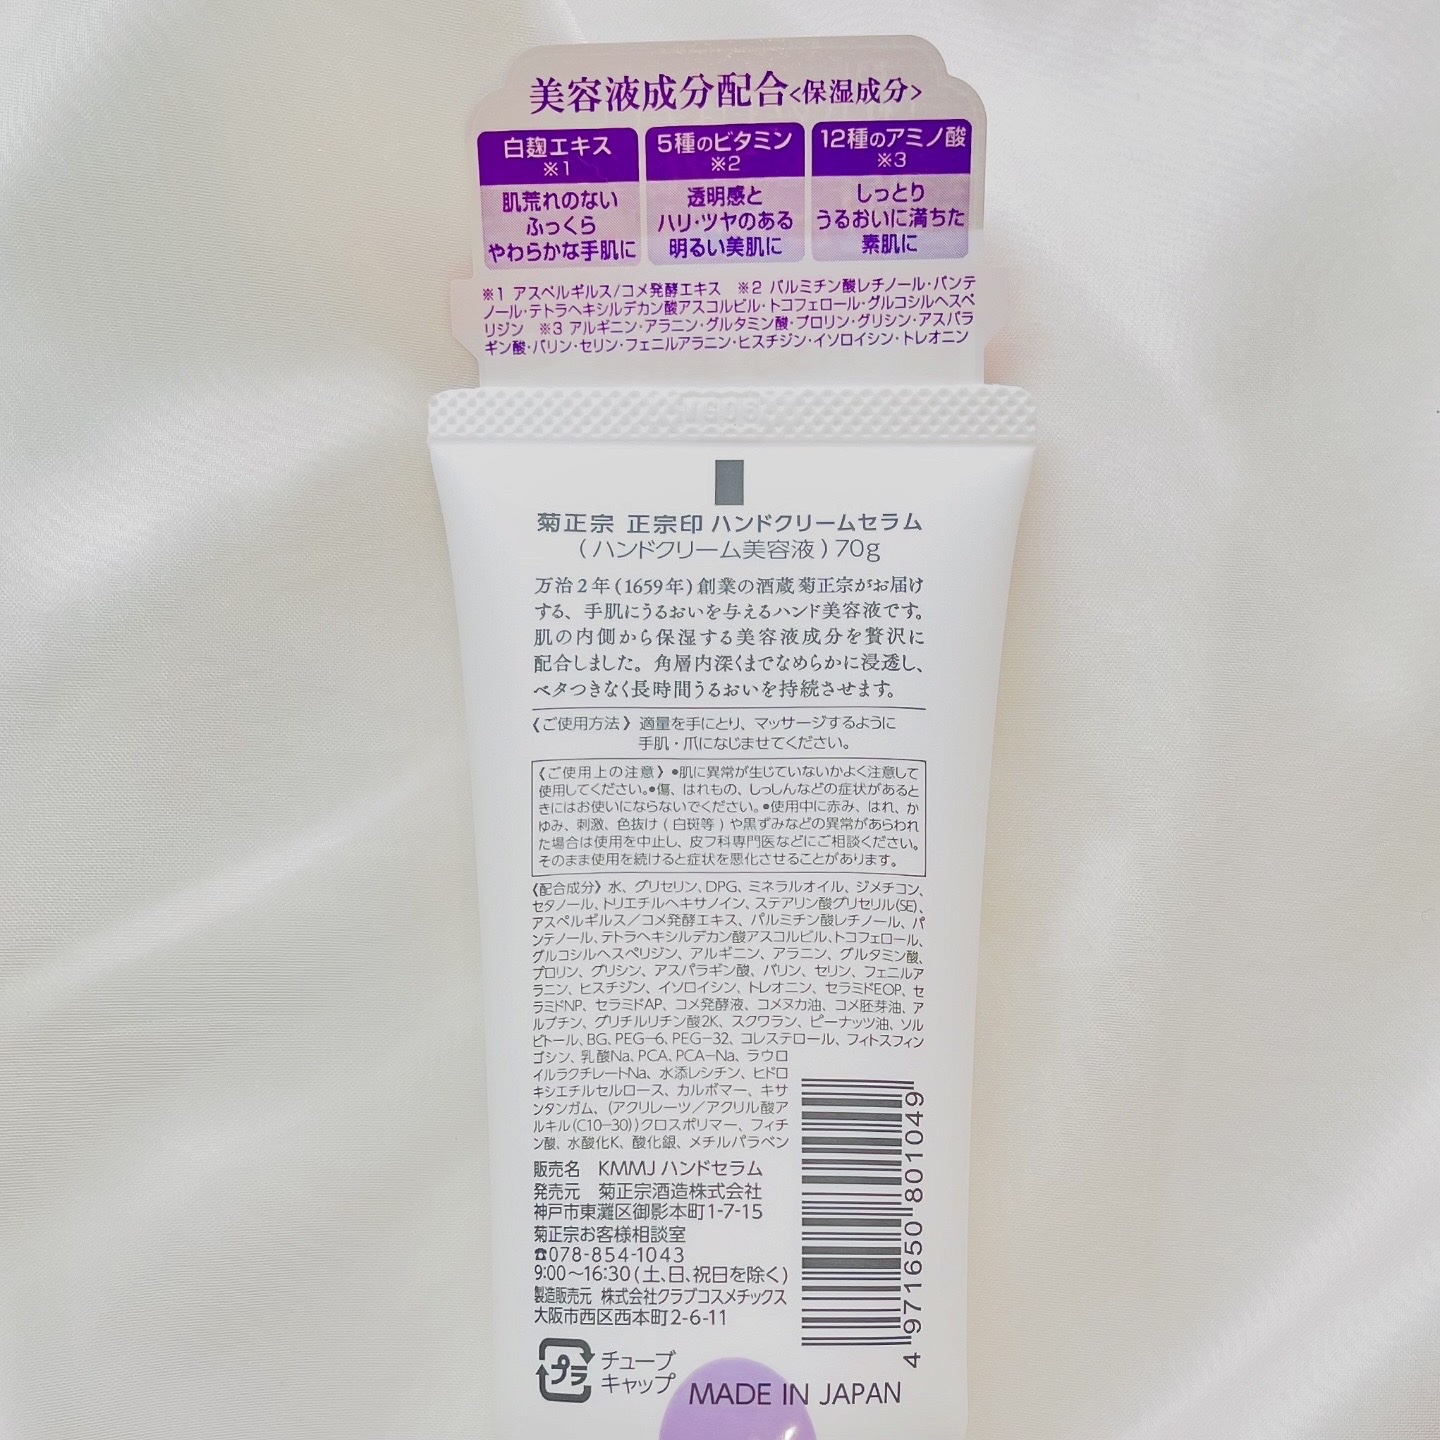 美容液成分配合<保湿成分>
白麹エキス
※1
肌荒れのない
ふっくら
やわらかな手肌に
5種のビタミン
※2
透明感と
ハリ・ツヤのある
明るい美肌に
12種のアミノ酸
※3
しっとり
うるおいに満ちた
素肌に
※1 アスペルギルス/コメ発酵エキス ※2 パルミチン酸レチノール・パンテ
ノール・テトラヘキシルデカン酸アスコルビル・トコフェロール・グルコシルヘスペ
リジン ※3 アルギニン・アラニン・グルタミン酸・プロリン・グリシン・アスパラ
ギン酸・バリン・セリン・フェニルアラニン・ヒスチジン・イソロイシン・トレオニン
菊正宗 正宗印 ハンドクリームセラム
(ハンドクリーム美容液)70g
万治2年(1659年)創業の酒蔵菊正宗がお届け
する、手肌にうるおいを与えるハンド美容液です。
肌の内側から保湿する美容液成分を贅沢に
配合しました。角層内深くまでなめらかに浸透し、
ベタつきなく長時間うるおいを持続させます。
《ご使用方法》適量を手にとり、マッサージするように
手肌・爪になじませてください。
《ご使用上の注意》●肌に異常が生じていないかよく注意して
使用してください。●傷、はれもの、しっしんなどの症状があると
きにはお使いにならないでください。●使用中に赤み、はれ、か
ゆみ、刺激、色抜け(白斑等)や黒ずみなどの異常があらわれ
た場合は使用を中止し、皮フ科専門医などにご相談ください。
そのまま使用を続けると症状を悪化させることがあります。
《配合成分》水、グリセリン、DPG、ミネラルオイル、ジメチコン、
セタノール、トリエチルヘキサノイン、ステアリン酸グリセリル(SE)、
アスペルギルス／コメ発酵エキス、パルミチン酸レチノール、パ
ンテノール、テトラヘキシルデカン酸アスコルビル、トコフェロール、
グルコシルヘスペリジン、アルギニン、アラニン、グルタミン酸、
プロリン、グリシン、アスパラギン酸、バリン、セリン、フェニルア
ラニン、ヒスチジン、イソロイシン、トレオニン、セラミドEOP、セ
ラミドNP、セラミドAP、コメ発酵液、コメヌカ油、コメ胚芽油、ア
ルブチン、グリチルリチン酸2K、スクワラン、ピーナッツ油、ソル
ビトール、BG、PEG-6、PEG-32、コレステロール、フィトスフィン
ゴシン、乳酸Na、PCA、PCA-Na、ラウロ
イルラクチレートNa、水添レシチン、ヒドロ
キシエチルセルロース、カルボマー、キサ
ンタンガム、(アクリレーツ／アクリル酸ア
ルキル(C10-30))クロスポリマー、フィチ
ン酸、水酸化K、酸化銀、メチルパラベン
販売名 KMMJ ハンドセラム
発売元 菊正宗酒造株式会社
神戸市東灘区御影本町1-7-15
菊正宗お客様相談室
☎078-854-1043
9:00～16:30(土、日、祝日を除く)
製造販売元 株式会社クラブコスメチックス
大阪市西区西本町2-6-11
プラ
チューブ
キャップ
MADE IN JAPAN
4 971650 801049